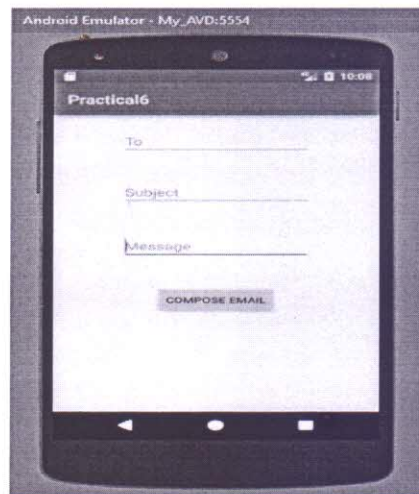 Android Emulator - My_AVD:5554
10:08
Practical6
To
Subject
Message
COMPOSE EMAIL